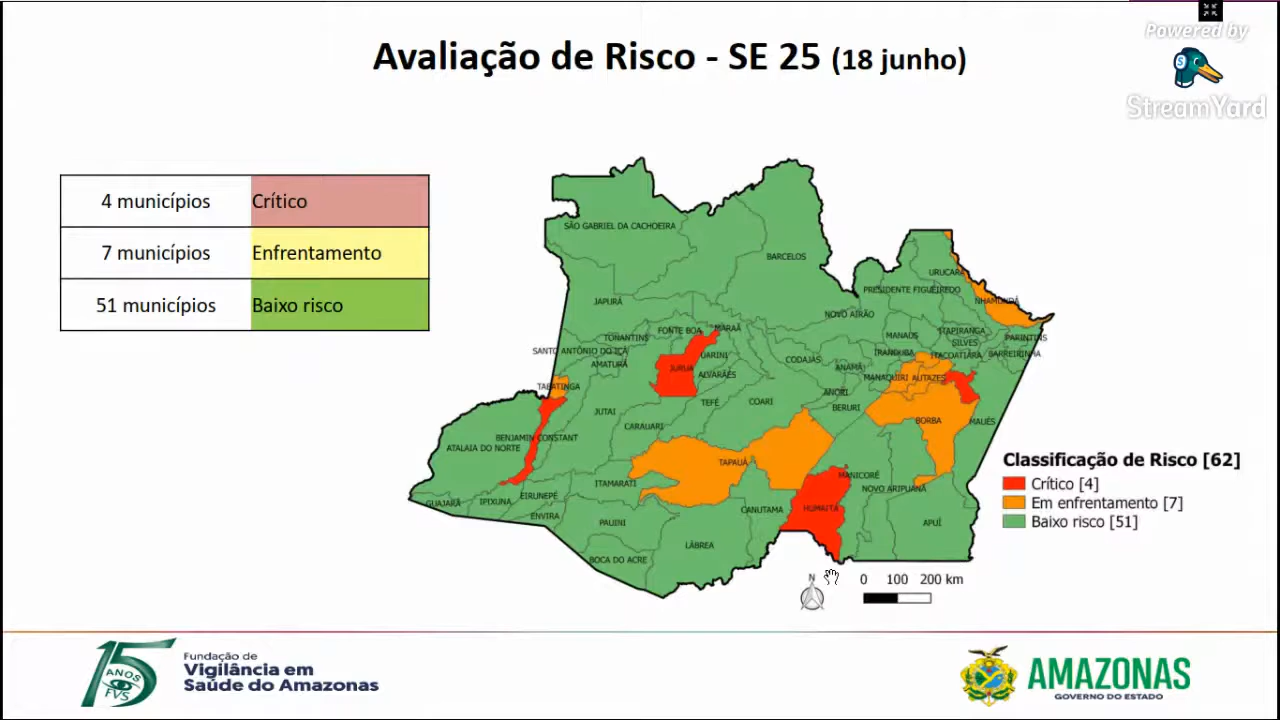 Powered by
StreamYard
Avaliação de Risco - SE 25 (18 junho)
4 municípios Crítico
7 municípios Enfrentamento
51 municípios Baixo risco
SÃO GABRIEL DA CACHOEIRA
BARCELOS
URUCARÁ
PRESIDENTE FIGUEIREDO
NHAMUNDÁ
JAPURÁ
NOVO AIRÃO
FONTE BOA
MARAÃ
TONANTINS
MANAUS
ITAPIRANGA
PARINTINS
SILVES
SANTO ANTÔNIO DO IÇÁ
UARINI
CODAJÁS
IRANDUBA
ITACOATIARA
BARREIRINHA
AMATURÁ
JURUÁ
ALVARÃES
ANAMÃ
MANAQUIRI
AUTAZES
TABATINGA
ANORI
TEFÉ
COARI
BERURI
JUTAÍ
BORBA
MAUÉS
CARAUARI
BENJAMIN CONSTANT
ATALAIA DO NORTE
TAPAUÁ
MANICORÉ
ITAMARATI
NOVO ARIPUANÃ
GUAJARÁ
IPIXUNA
EIRUNEPÉ
ENVIRA
CANUTAMA
HUMAITÁ
PAUINI
APUÍ
LÁBREA
BOCA DO ACRE
Classificação de Risco [62]
Crítico [4]
Em enfrentamento [7]
Baixo risco [51]
N
0 100 200 km
15
ANOS
FVS
Fundação de
Vigilância em
Saúde do Amazonas
AMAZONAS
GOVERNO DO ESTADO